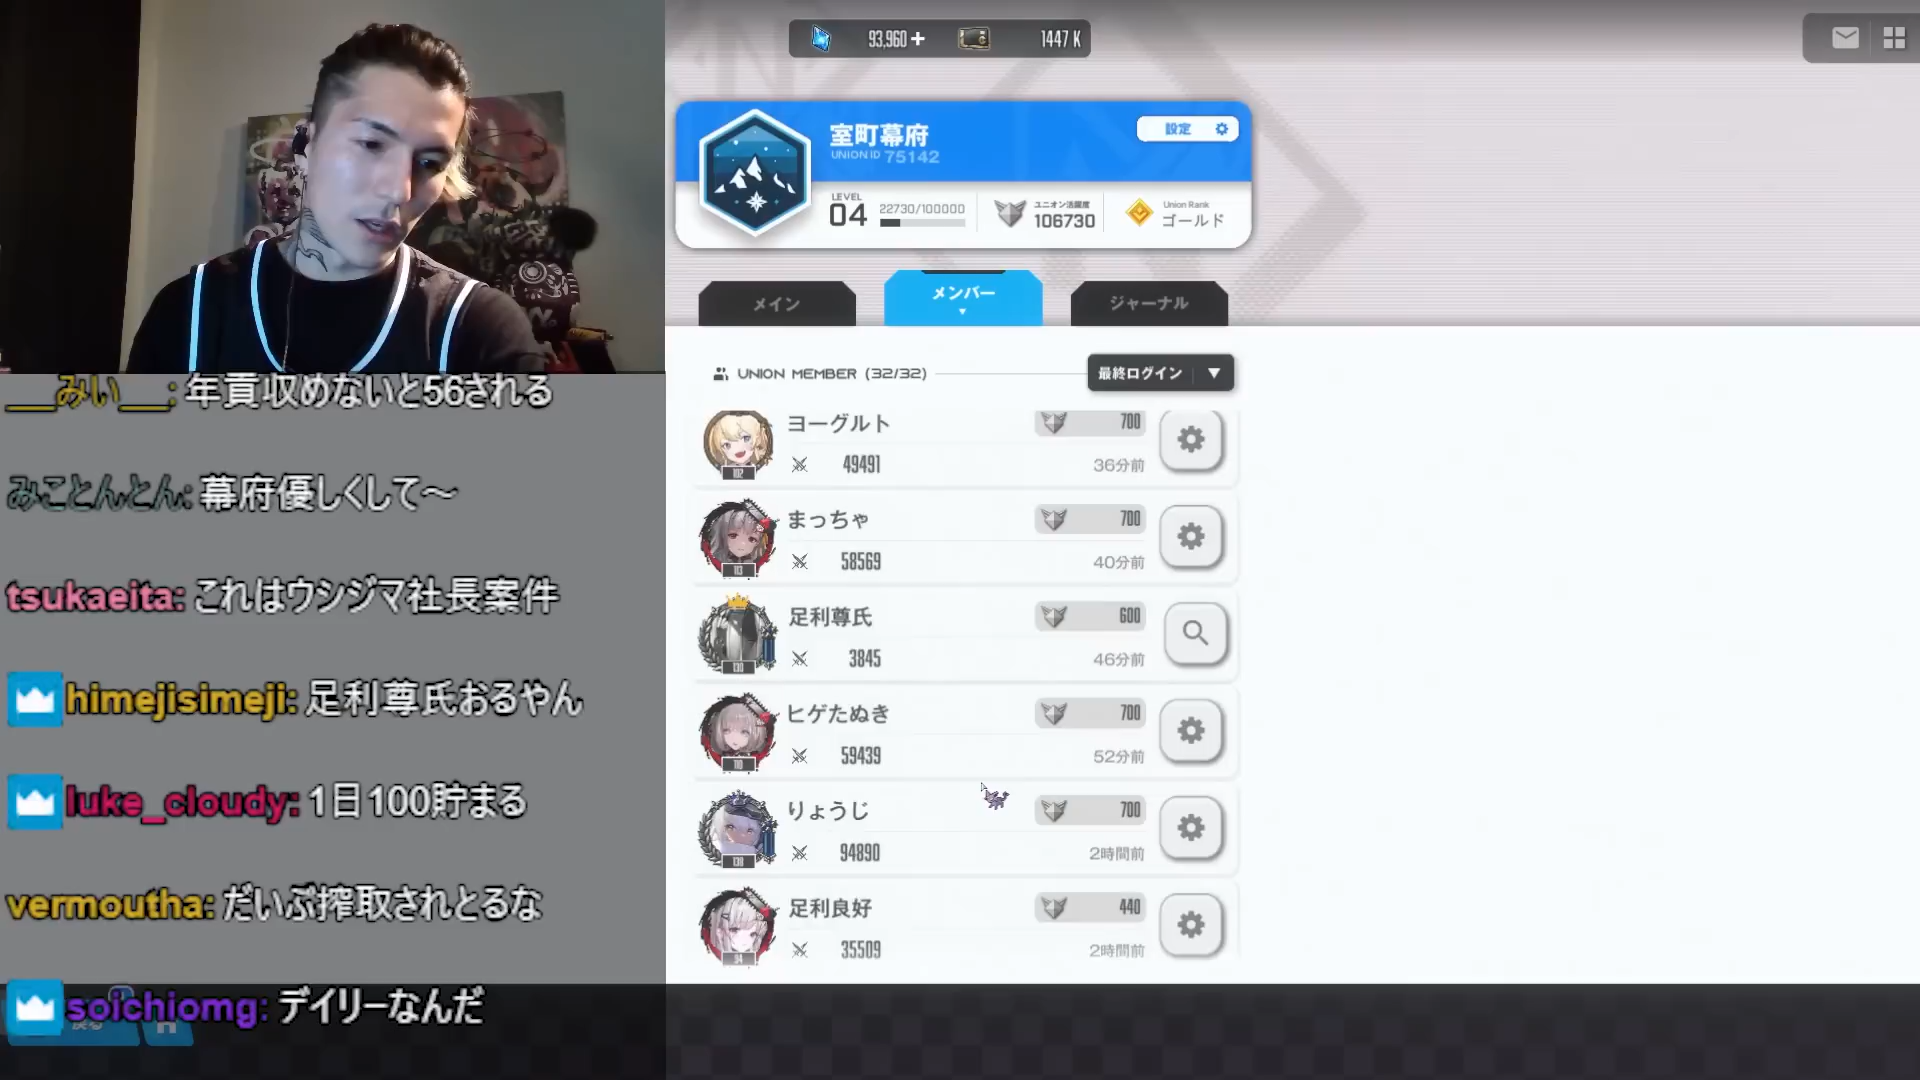 93,960 +
1447 K
室町幕府
UNION ID 75142
設定
LEVEL
04
22730/100000
ユニオン活躍度
106730
Union Rank
ゴールド
メイン
メンバー
ジャーナル
UNION MEMBER (32/32)
最終ログイン
ヨーグルト
700
102
49491
36分前
まっちゃ
700
113
58569
40分前
足利尊氏
600
130
3845
46分前
ヒゲたぬき
700
110
59439
52分前
りょうじ
700
138
94890
2時間前
足利良好
440
94
35509
2時間前
__みい__: 年貢収めないと56される
みことんとん: 幕府優しくして～
tsukaeita: これはウシジマ社長案件
himejisimeji: 足利尊氏おるやん
luke_cloudy: 1日100貯まる
vermoutha: だいぶ搾取されとるな
soichiomg: デイリーなんだ
戻る